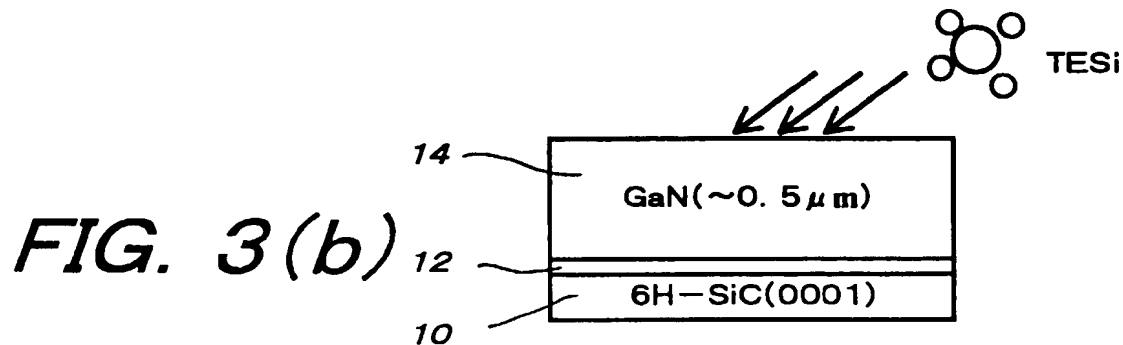 TESi
14
GaN(~0. 5μm)
FIG. 3(b)
12
6H-SiC(0001)
10